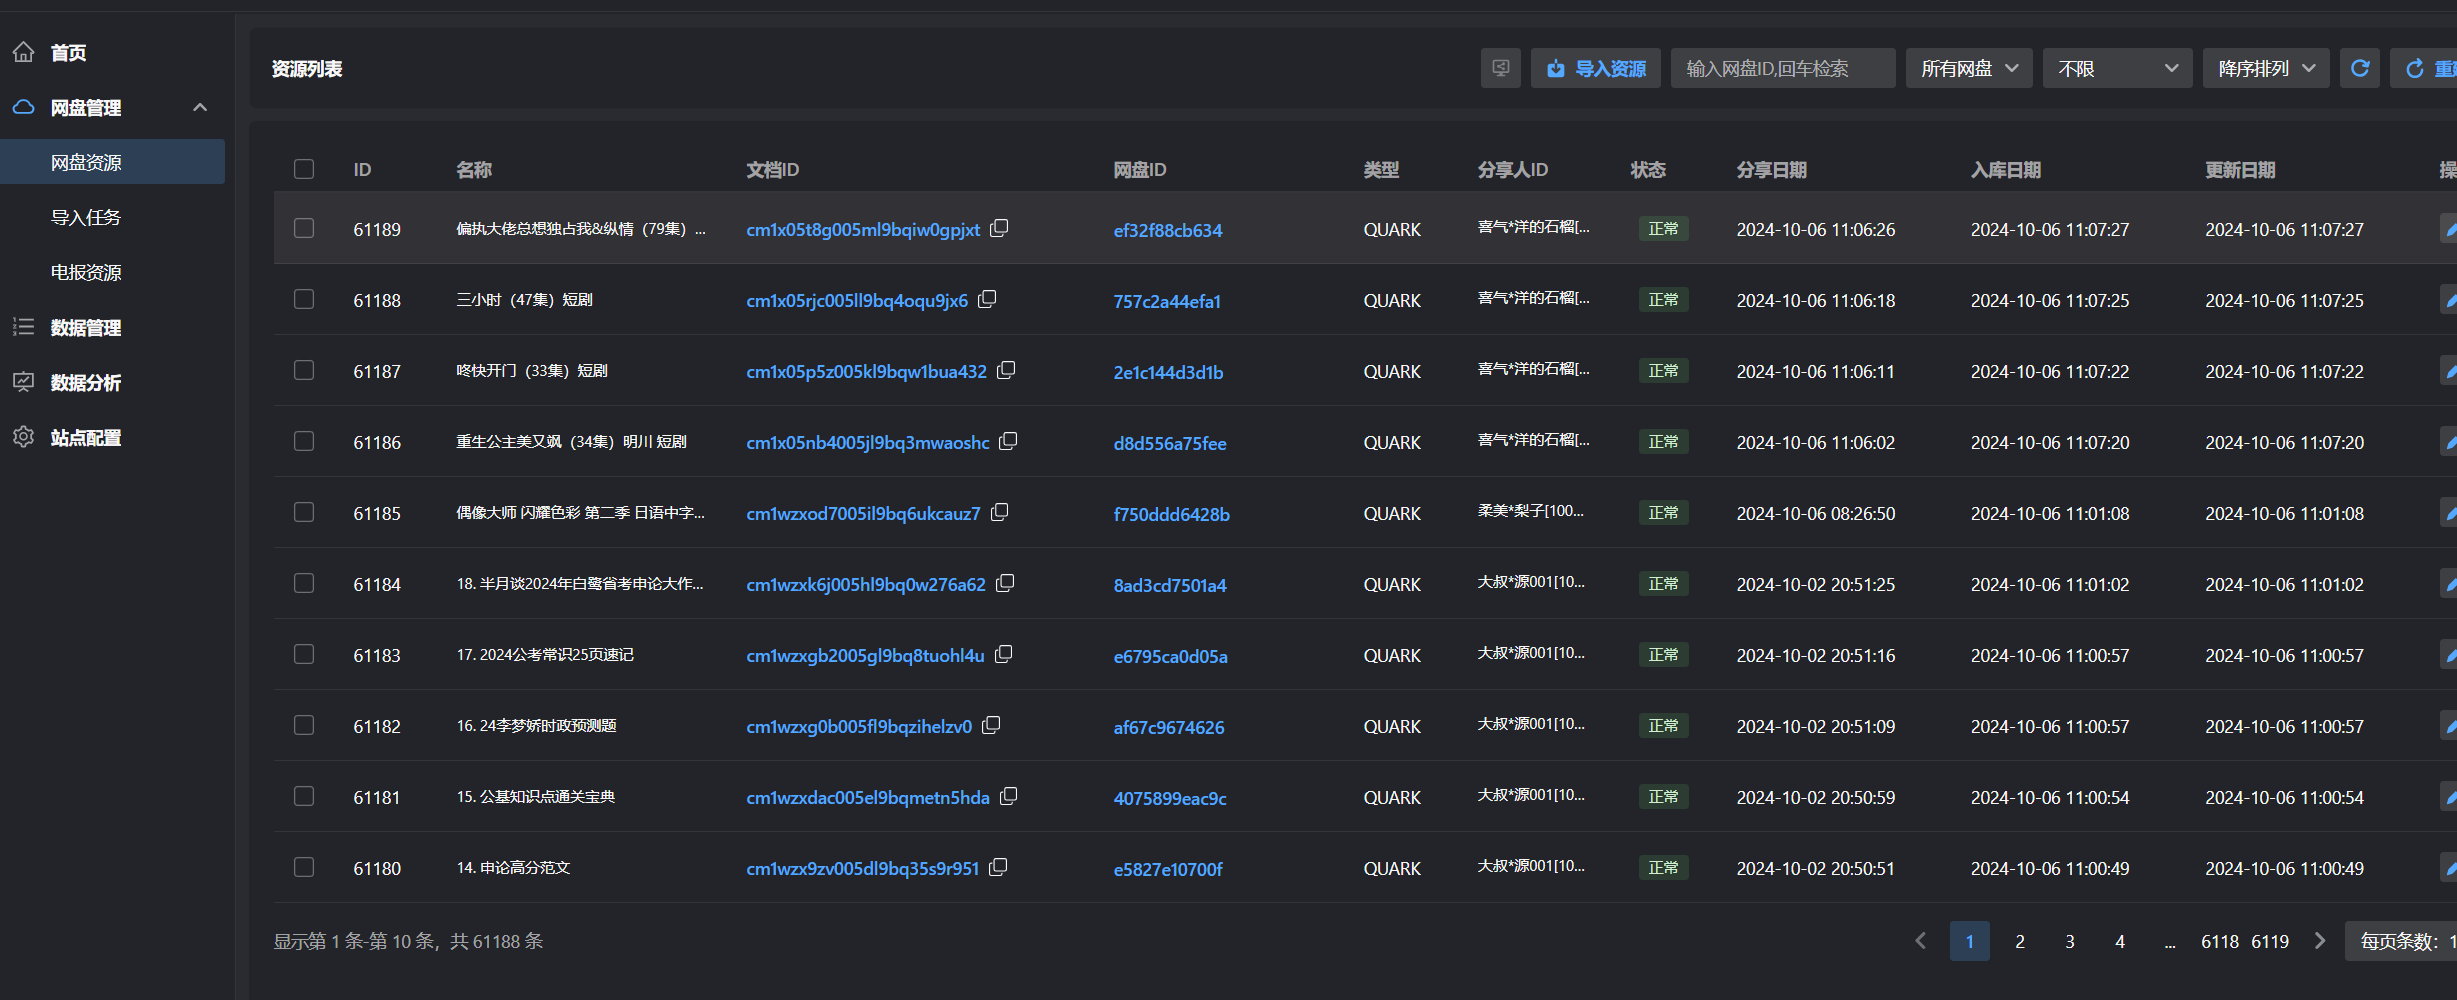 首页
网盘管理
网盘资源
导入任务
电报资源
数据管理
数据分析
站点配置
资源列表
导入资源
输入网盘ID,回车检索
所有网盘
不限
降序排列
ID 名称 文档ID 网盘ID 类型 分享人ID 状态 分享日期 入库日期 更新日期
61189 偏执大佬总想独占我&纵情（79集）... cm1x05t8g005ml9bqiw0gpjxt ef32f88cb634 QUARK 喜气*洋的石榴[... 正常 2024-10-06 11:06:26 2024-10-06 11:07:27 2024-10-06 11:07:27
61188 三小时（47集）短剧 cm1x05rjc005ll9bq4oqu9jx6 757c2a44efa1 QUARK 喜气*洋的石榴[... 正常 2024-10-06 11:06:18 2024-10-06 11:07:25 2024-10-06 11:07:25
61187 咚快开门（33集）短剧 cm1x05p5z005kl9bqw1bua432 2e1c144d3d1b QUARK 喜气*洋的石榴[... 正常 2024-10-06 11:06:11 2024-10-06 11:07:22 2024-10-06 11:07:22
61186 重生公主美又飒（34集）明川 短剧 cm1x05nb4005jl9bq3mwaoshc d8d556a75fee QUARK 喜气*洋的石榴[... 正常 2024-10-06 11:06:02 2024-10-06 11:07:20 2024-10-06 11:07:20
61185 偶像大师 闪耀色彩 第二季 日语中字... cm1wzxod7005il9bq6ukcauz7 f750ddd6428b QUARK 柔美*梨子[100... 正常 2024-10-06 08:26:50 2024-10-06 11:01:08 2024-10-06 11:01:08
61184 18. 半月谈2024年白鹭省考申论大作... cm1wzxk6j005hl9bq0w276a62 8ad3cd7501a4 QUARK 大叔*源001[10... 正常 2024-10-02 20:51:25 2024-10-06 11:01:02 2024-10-06 11:01:02
61183 17. 2024公考常识25页速记 cm1wzxgb2005gl9bq8tuohl4u e6795ca0d05a QUARK 大叔*源001[10... 正常 2024-10-02 20:51:16 2024-10-06 11:00:57 2024-10-06 11:00:57
61182 16. 24李梦娇时政预测题 cm1wzxg0b005fl9bqzihelzv0 af67c9674626 QUARK 大叔*源001[10... 正常 2024-10-02 20:51:09 2024-10-06 11:00:57 2024-10-06 11:00:57
61181 15. 公基知识点通关宝典 cm1wzxdac005el9bqmetn5hda 4075899eac9c QUARK 大叔*源001[10... 正常 2024-10-02 20:50:59 2024-10-06 11:00:54 2024-10-06 11:00:54
61180 14. 申论高分范文 cm1wzx9zv005dl9bq35s9r951 e5827e10700f QUARK 大叔*源001[10... 正常 2024-10-02 20:50:51 2024-10-06 11:00:49 2024-10-06 11:00:49
显示第 1 条-第 10 条，共 61188 条
1 2 3 4 ... 6118 6119 每页条数：1